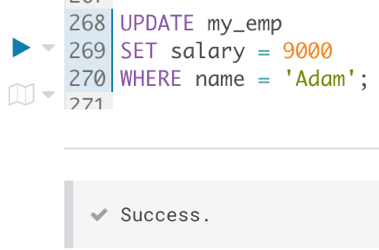 268 UPDATE my_emp
269 SET salary = 9000
270 WHERE name = 'Adam';
271
Success.